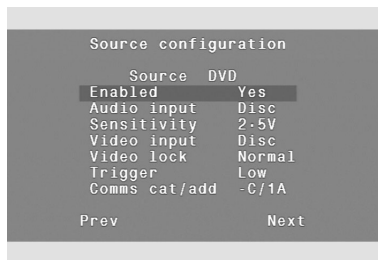 Source configuration
Source DVD
Enabled Yes
Audio input Disc
Sensitivity 2·5V
Video input Disc
Video lock Normal
Trigger Low
Comms cat/add -C/1A
Prev Next